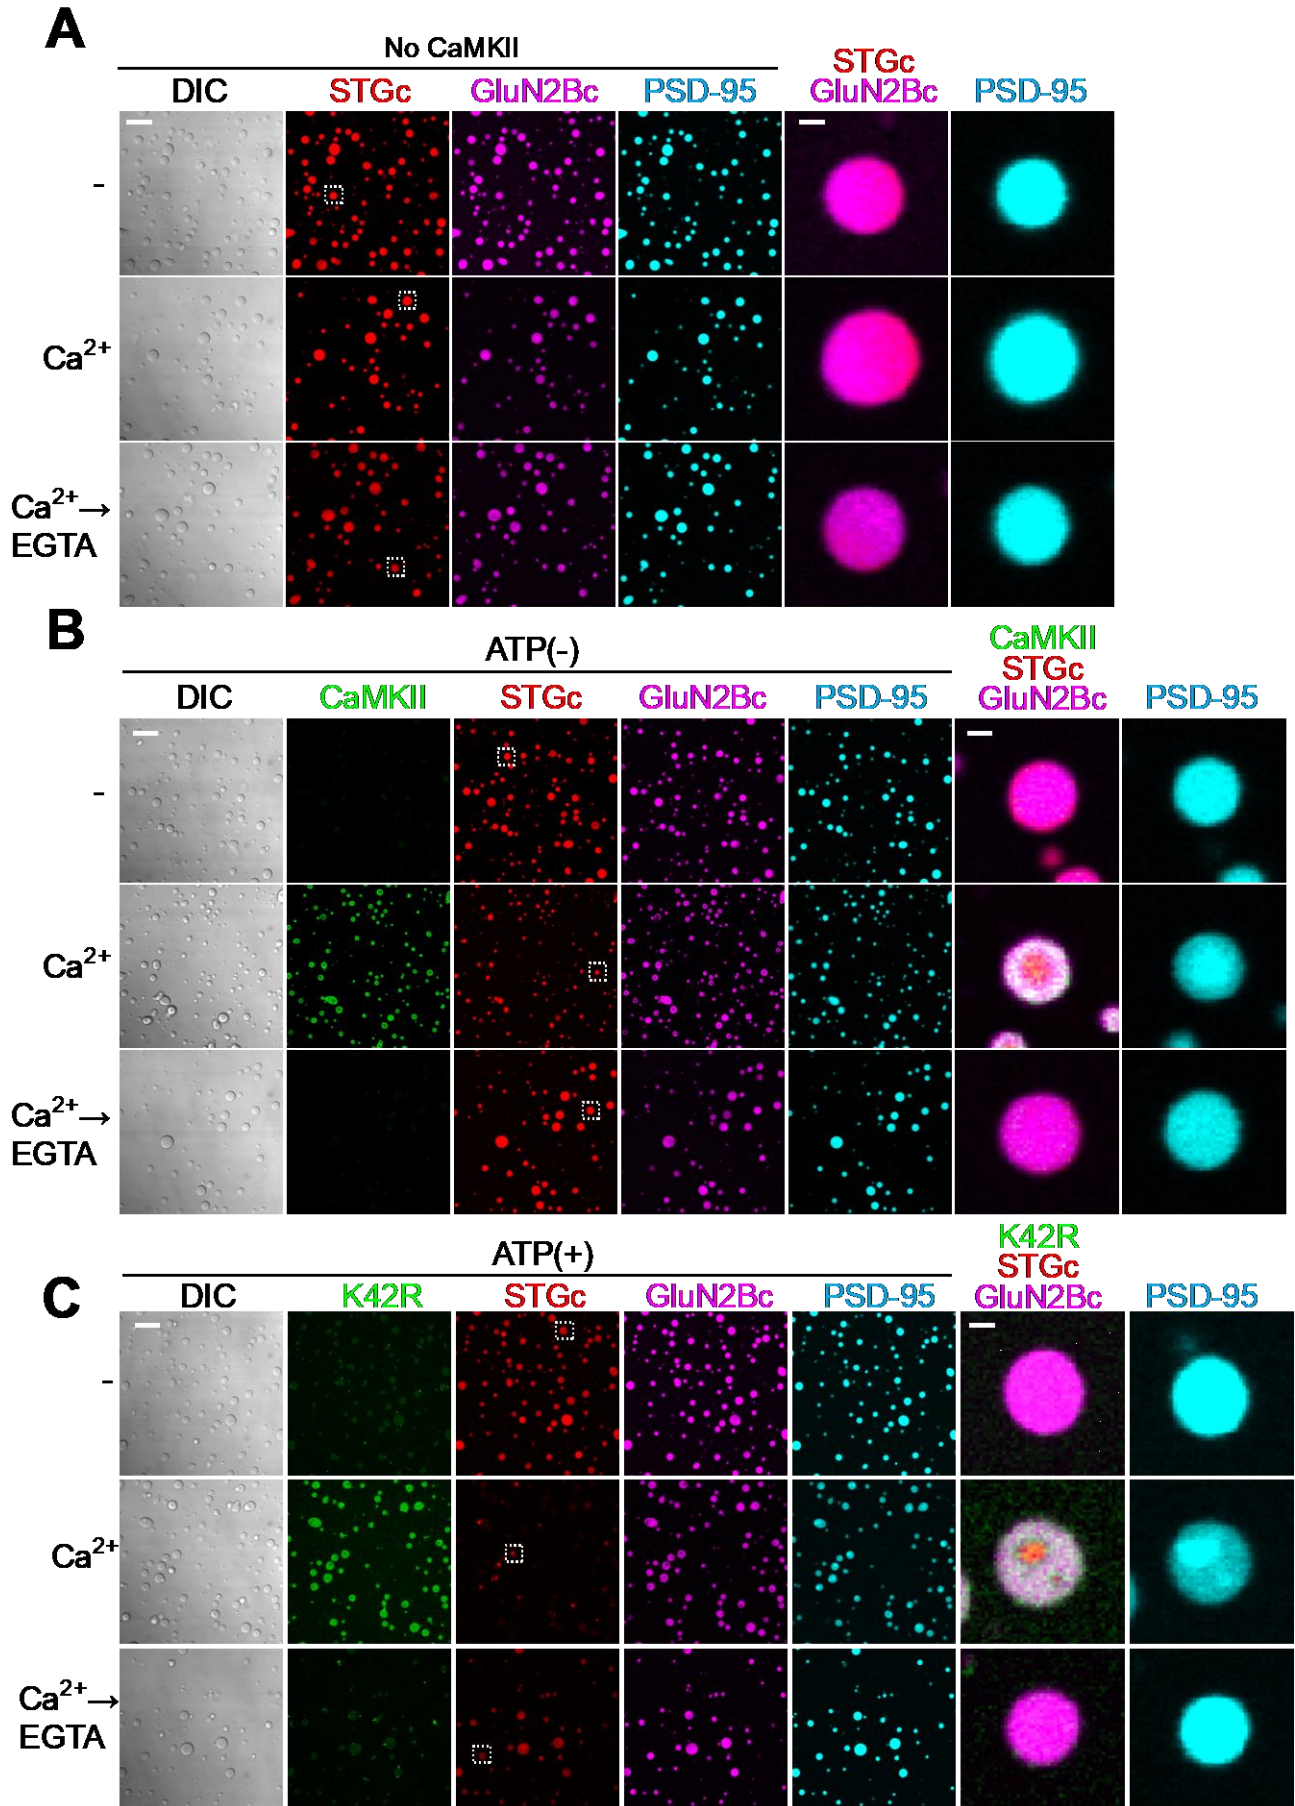 A
No CaMKII
STGc
DIC STGc GluN2Bc PSD-95 GluN2Bc PSD-95
-
Ca²⁺
Ca²⁺→
EGTA
B
ATP(-)
CaMKII
STGc
DIC CaMKII STGc GluN2Bc PSD-95 GluN2Bc PSD-95
-
Ca²⁺
Ca²⁺→
EGTA
C
ATP(+)
K42R
STGc
DIC K42R STGc GluN2Bc PSD-95 GluN2Bc PSD-95
-
Ca²⁺
Ca²⁺→
EGTA